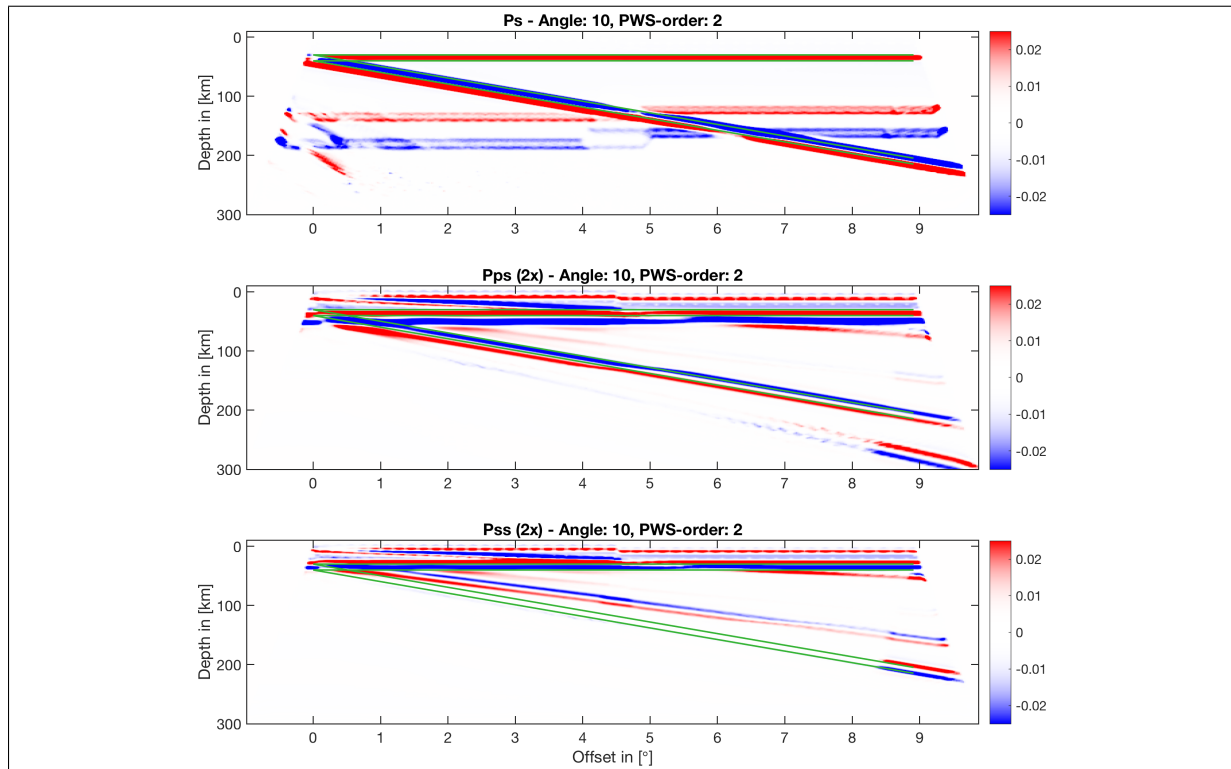 Ps - Angle: 10, PWS-order: 2
Depth in [km]
0
100
200
300
0 1 2 3 4 5 6 7 8 9
0.02
0.01
0
-0.01
-0.02
Pps (2x) - Angle: 10, PWS-order: 2
Depth in [km]
0
100
200
300
0 1 2 3 4 5 6 7 8 9
0.02
0.01
0
-0.01
-0.02
Pss (2x) - Angle: 10, PWS-order: 2
Depth in [km]
0
100
200
300
0 1 2 3 4 5 6 7 8 9
Offset in [°]
0.02
0.01
0
-0.01
-0.02